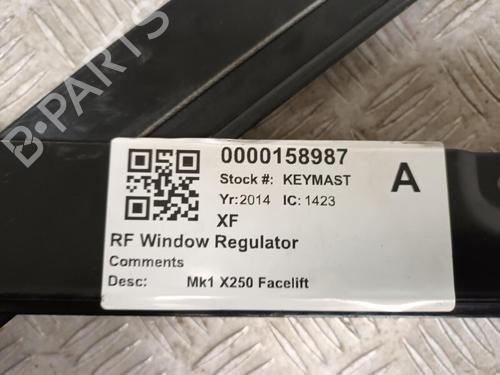 B-PARTS
0000158987
Stock #: KEYMAST A
Yr:2014 IC:1423
XF
RF Window Regulator
Comments
Desc: Mk1 X250 Facelift